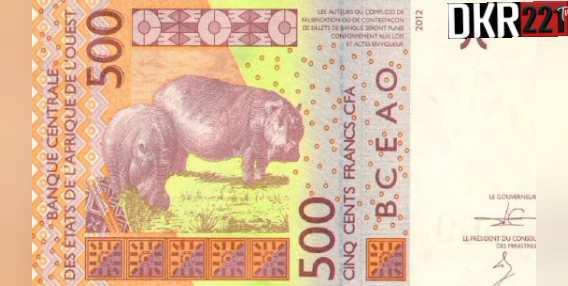 BANQUE CENTRALE
DES ÉTATS DE L'AFRIQUE DE L'OUEST
500
LES AUTEURS OU COMPLICES DE
FALSIFICATION OU DE CONTREFAÇON
DE BILLETS DE BANQUE SERONT PUNIS
CONFORMÉMENT AUX LOIS
ET ACTES EN VIGUEUR.
2012
DKR221
500
CINQ CENTS FRANCS CFA
BCEAO
LE GOUVERNEUR
LE PRÉSIDENT DU CONSEIL
DES MINISTRES